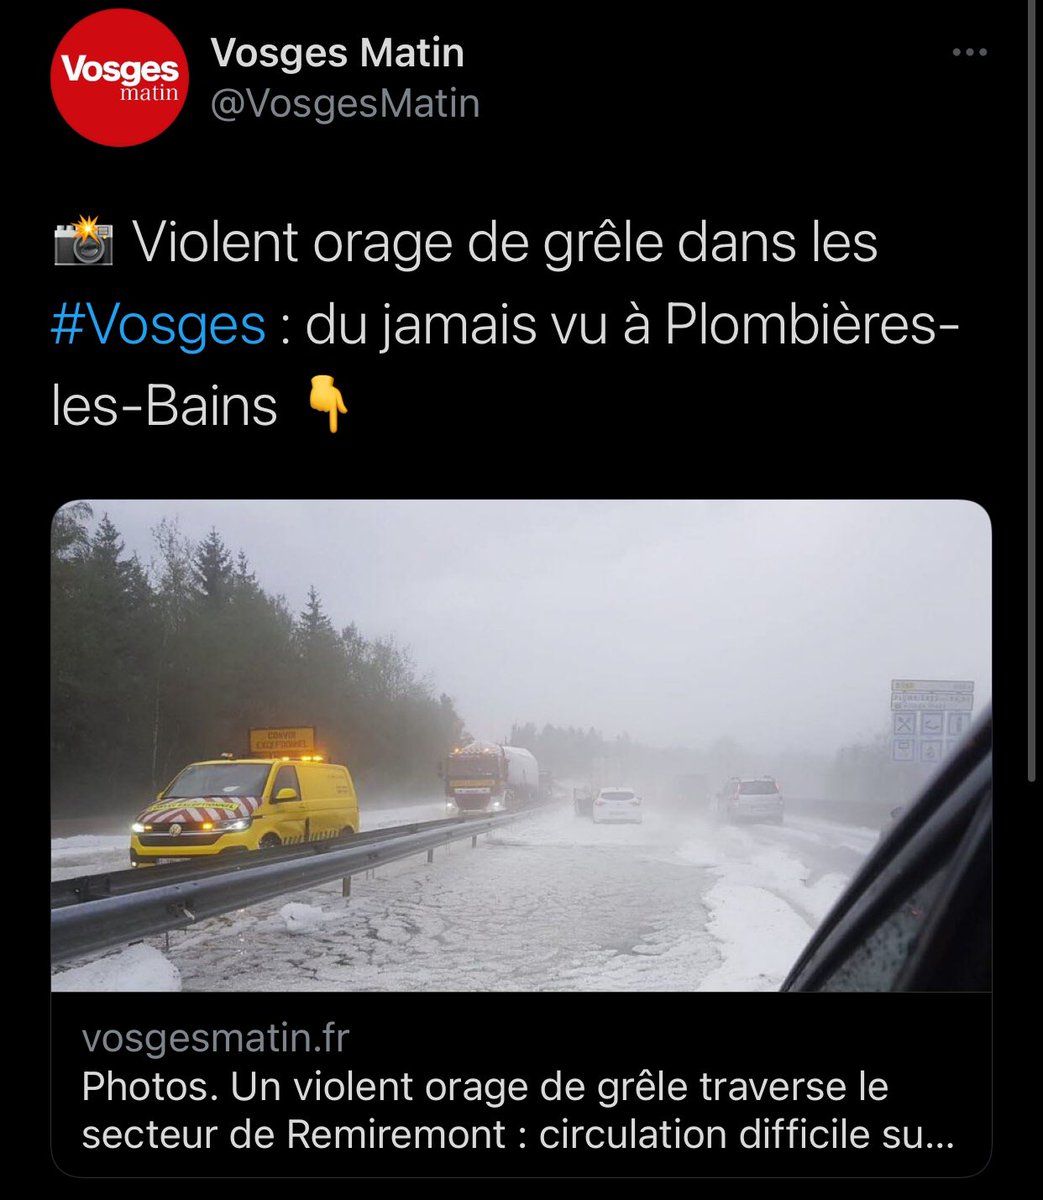 Vosges
matin
Vosges Matin
@VosgesMatin
Violent orage de grêle dans les
#Vosges : du jamais vu à Plombières-
les-Bains
CONVOI
EXCEPTIONNEL
vosgesmatin.fr
Photos. Un violent orage de grêle traverse le
secteur de Remiremont : circulation difficile su...